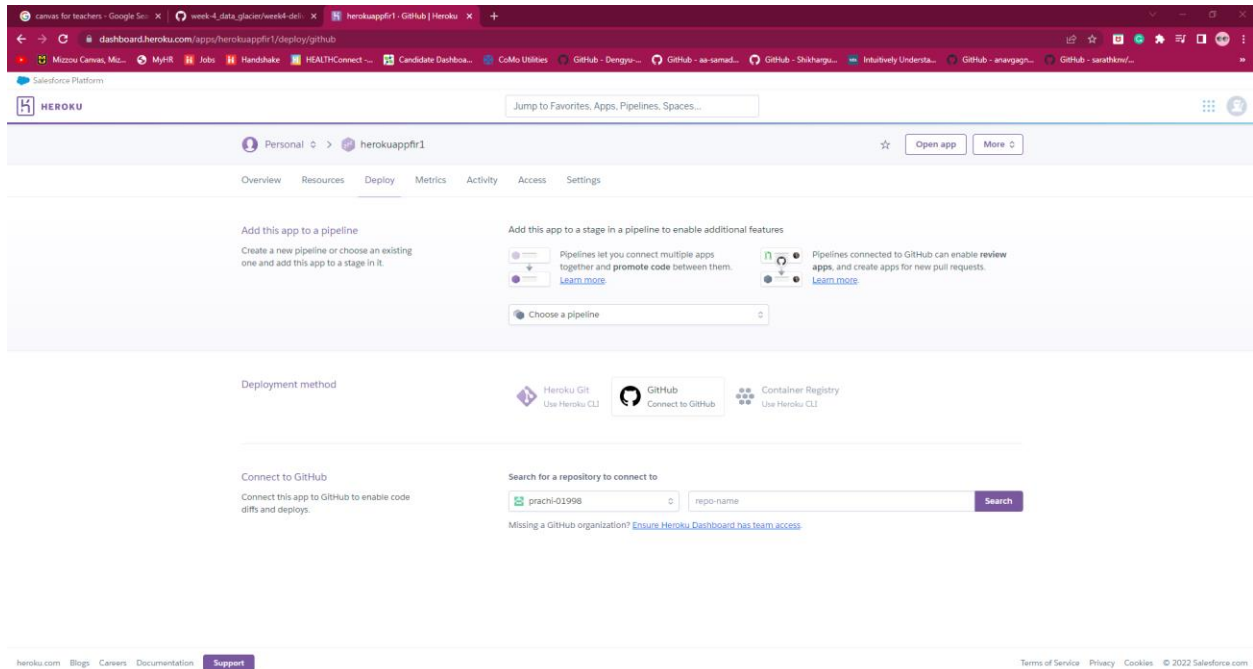 canvas for teachers - Google Sea
week-4_data_glacier/week4-deliv
herokuappfir1 · GitHub | Heroku
dashboard.heroku.com/apps/herokuappfir1/deploy/github
Mizzou Canvas, Miz...
MyHR
Jobs
Handshake
HEALTHConnect -...
Candidate Dashboa...
CoMo Utilities
GitHub - Dengyu-...
GitHub - aa-samad...
GitHub - Shikhargu...
Intuitively Understa...
GitHub - anavgagn...
GitHub - sarathknv/...
Salesforce Platform
HEROKU
Jump to Favorites, Apps, Pipelines, Spaces...
Personal > herokuappfir1
Open app
More
Overview Resources Deploy Metrics Activity Access Settings
Add this app to a pipeline
Create a new pipeline or choose an existing
one and add this app to a stage in it.
Add this app to a stage in a pipeline to enable additional features
Pipelines let you connect multiple apps
together and promote code between them.
Learn more.
Pipelines connected to GitHub can enable review
apps, and create apps for new pull requests.
Learn more.
Choose a pipeline
Deployment method
Heroku Git
Use Heroku CLI
GitHub
Connect to GitHub
Container Registry
Use Heroku CLI
Connect to GitHub
Connect this app to GitHub to enable code
diffs and deploys.
Search for a repository to connect to
prachi-01998
repo-name
Search
Missing a GitHub organization? Ensure Heroku Dashboard has team access.
heroku.com Blogs Careers Documentation Support
Terms of Service Privacy Cookies © 2022 Salesforce.com